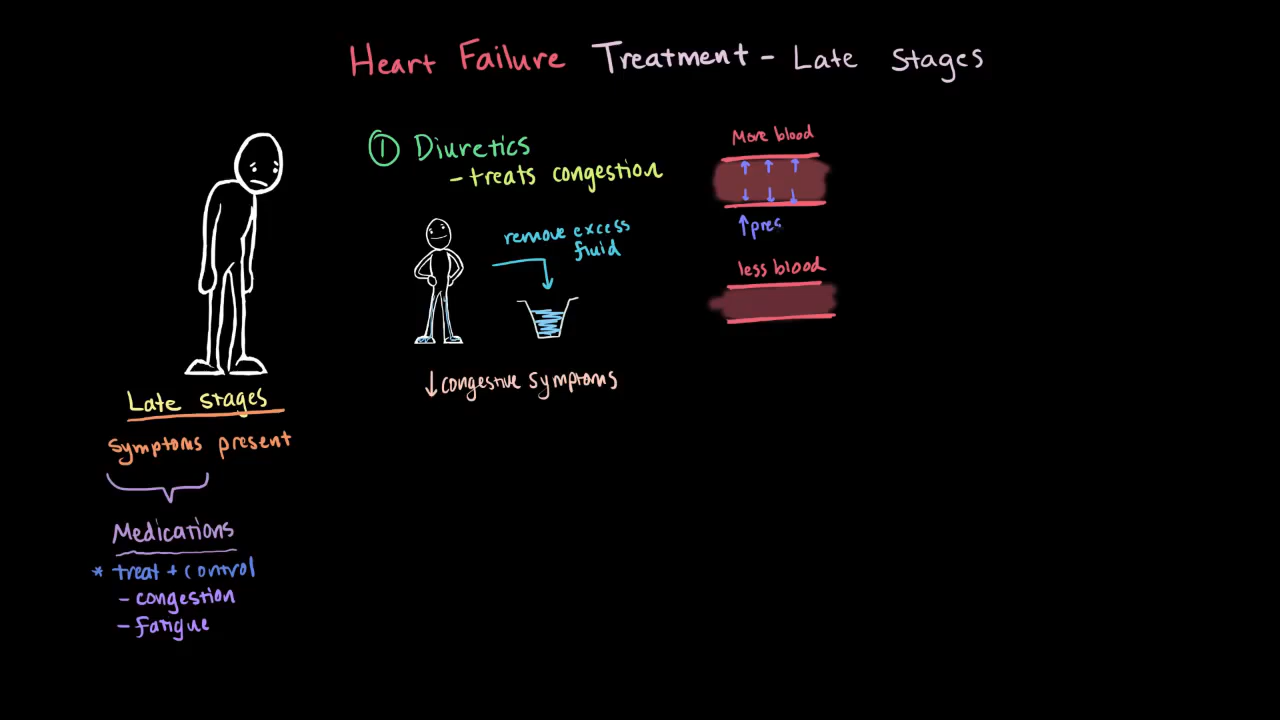 Heart Failure Treatment - Late Stages
① Diuretics
- treats congestion
remove excess
fluid
↓ congestive symptoms
More blood
↑ pres
less blood
Late stages
Symptoms present
Medications
* treat + control
- congestion
- fatigue